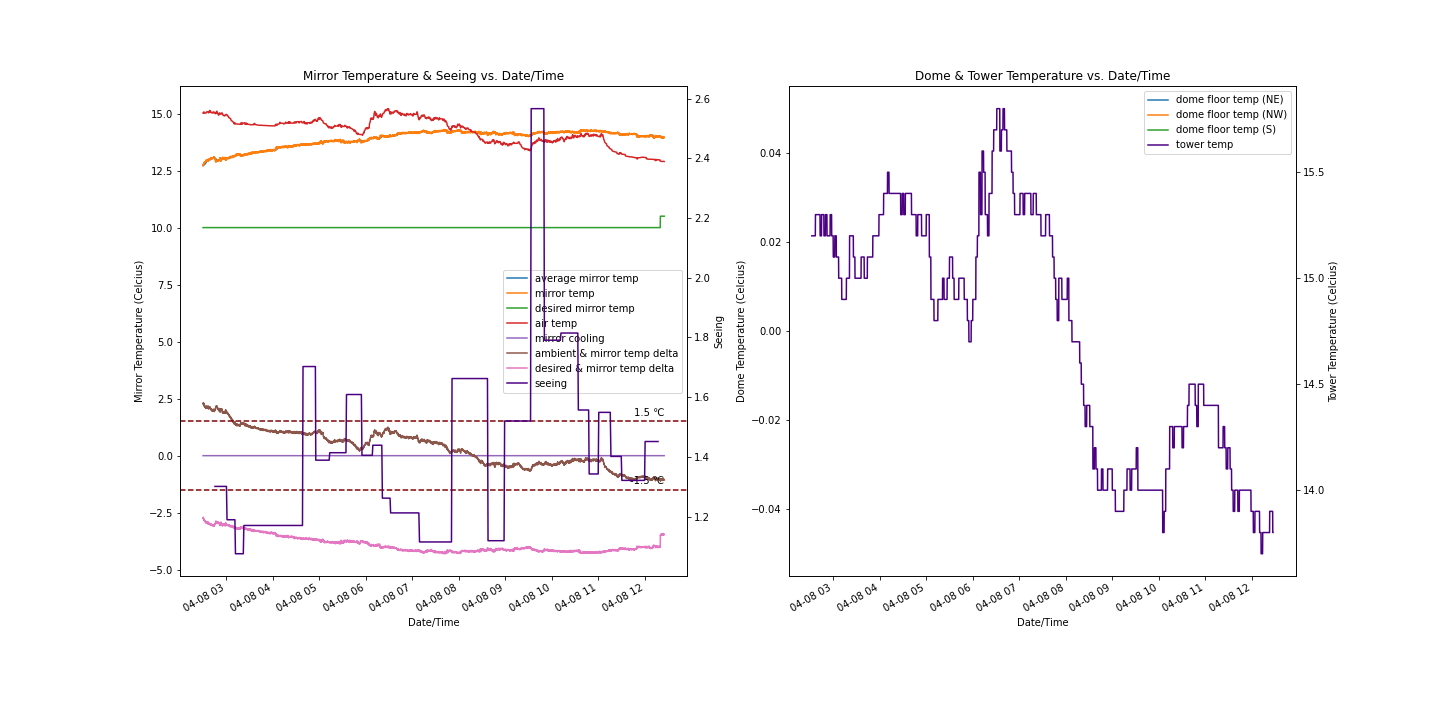 Mirror Temperature & Seeing vs. Date/Time
Mirror Temperature (Celcius)
15.0
12.5
10.0
7.5
5.0
2.5
0.0
−2.5
−5.0
2.6
2.4
2.2
2.0
1.8
1.6
1.4
1.2
Seeing
average mirror temp
mirror temp
desired mirror temp
air temp
mirror cooling
ambient & mirror temp delta
desired & mirror temp delta
seeing
1.5 ℃
-1.5 ℃
04-08 03
04-08 04
04-08 05
04-08 06
04-08 07
04-08 08
04-08 09
04-08 10
04-08 11
04-08 12
Date/Time
Dome & Tower Temperature vs. Date/Time
Dome Temperature (Celcius)
0.04
0.02
0.00
−0.02
−0.04
15.5
15.0
14.5
14.0
Tower Temperature (Celcius)
dome floor temp (NE)
dome floor temp (NW)
dome floor temp (S)
tower temp
04-08 03
04-08 04
04-08 05
04-08 06
04-08 07
04-08 08
04-08 09
04-08 10
04-08 11
04-08 12
Date/Time